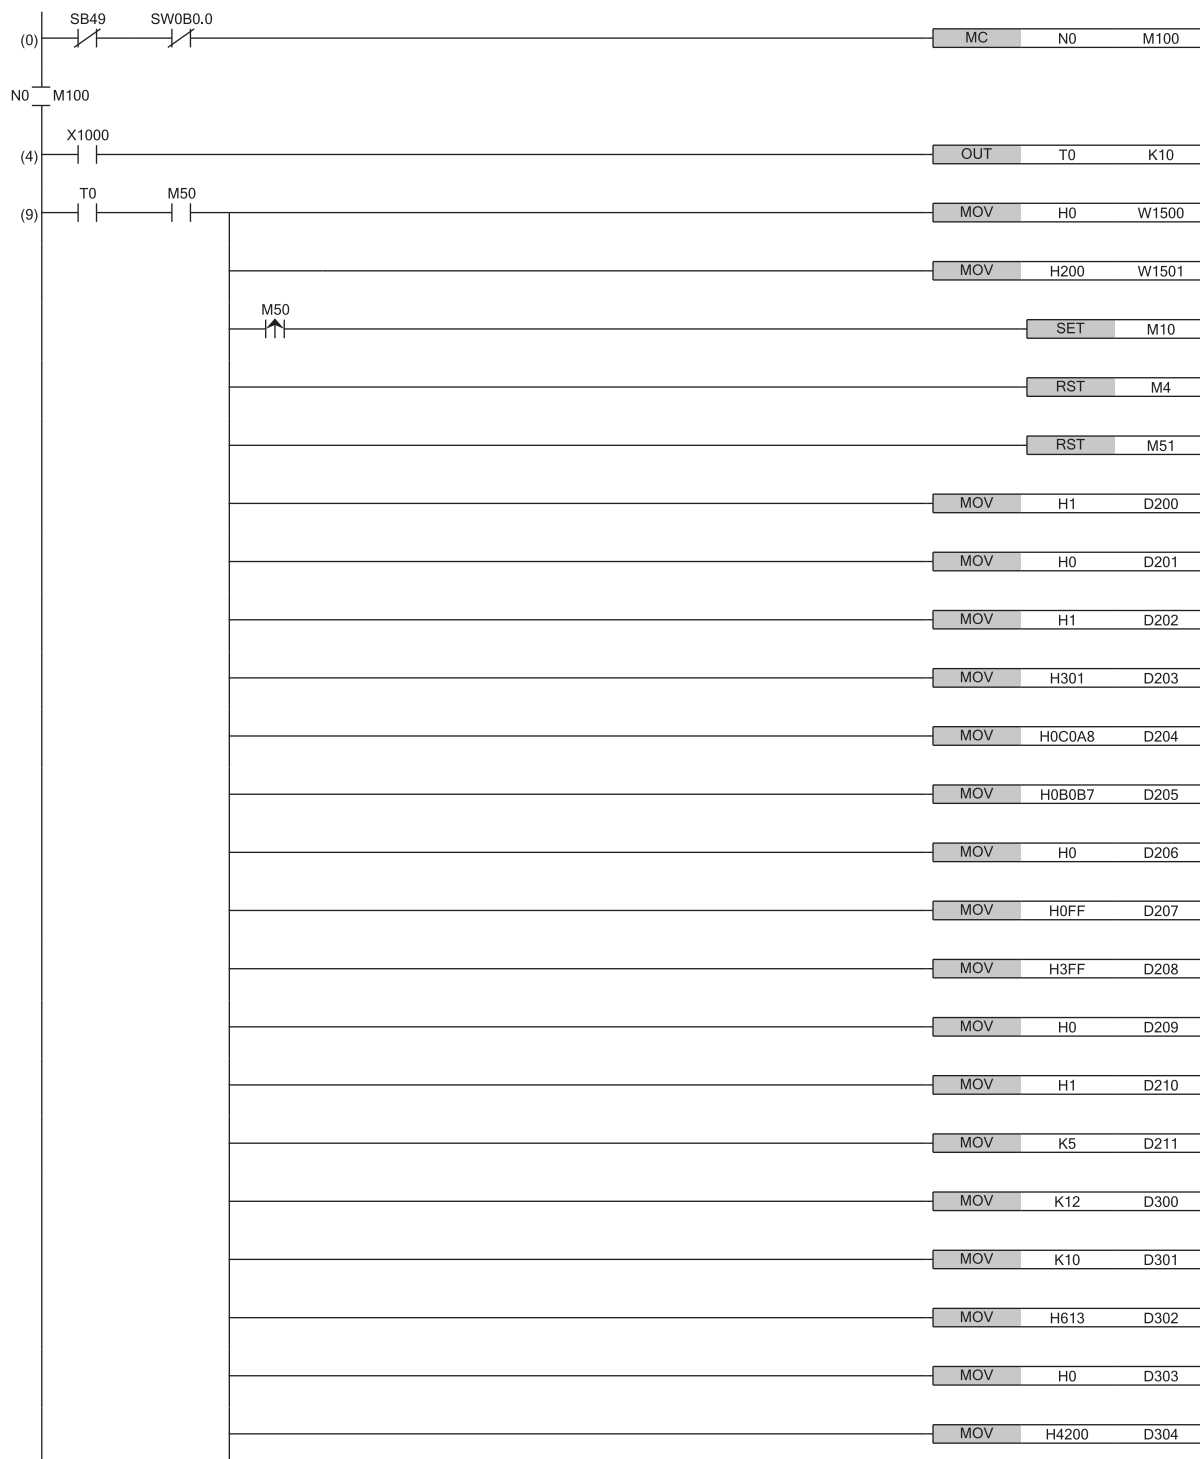 SB49 SW0B0.0
(0) MC N0 M100
N0 M100
X1000
(4) OUT T0 K10
T0 M50
(9) MOV H0 W1500
MOV H200 W1501
M50
SET M10
RST M4
RST M51
MOV H1 D200
MOV H0 D201
MOV H1 D202
MOV H301 D203
MOV H0C0A8 D204
MOV H0B0B7 D205
MOV H0 D206
MOV H0FF D207
MOV H3FF D208
MOV H0 D209
MOV H1 D210
MOV K5 D211
MOV K12 D300
MOV K10 D301
MOV H613 D302
MOV H0 D303
MOV H4200 D304